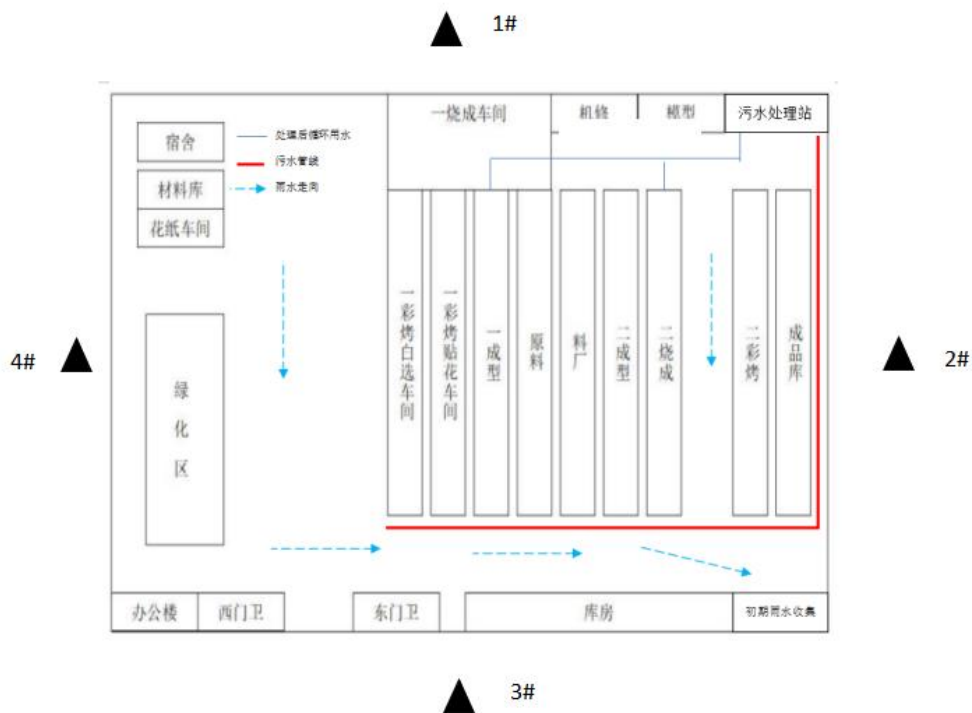 1#
一烧成车间
机修
模型
污水处理站
宿舍
处理后循环用水
污水管线
材料库
雨水走向
花纸车间
4#
绿化区
一彩烤白选车间
一彩烤贴花车间
一成型
原料
料厂
二成型
二烧成
二彩烤
成品库
2#
办公楼
西门卫
东门卫
库房
初期雨水收集
3#